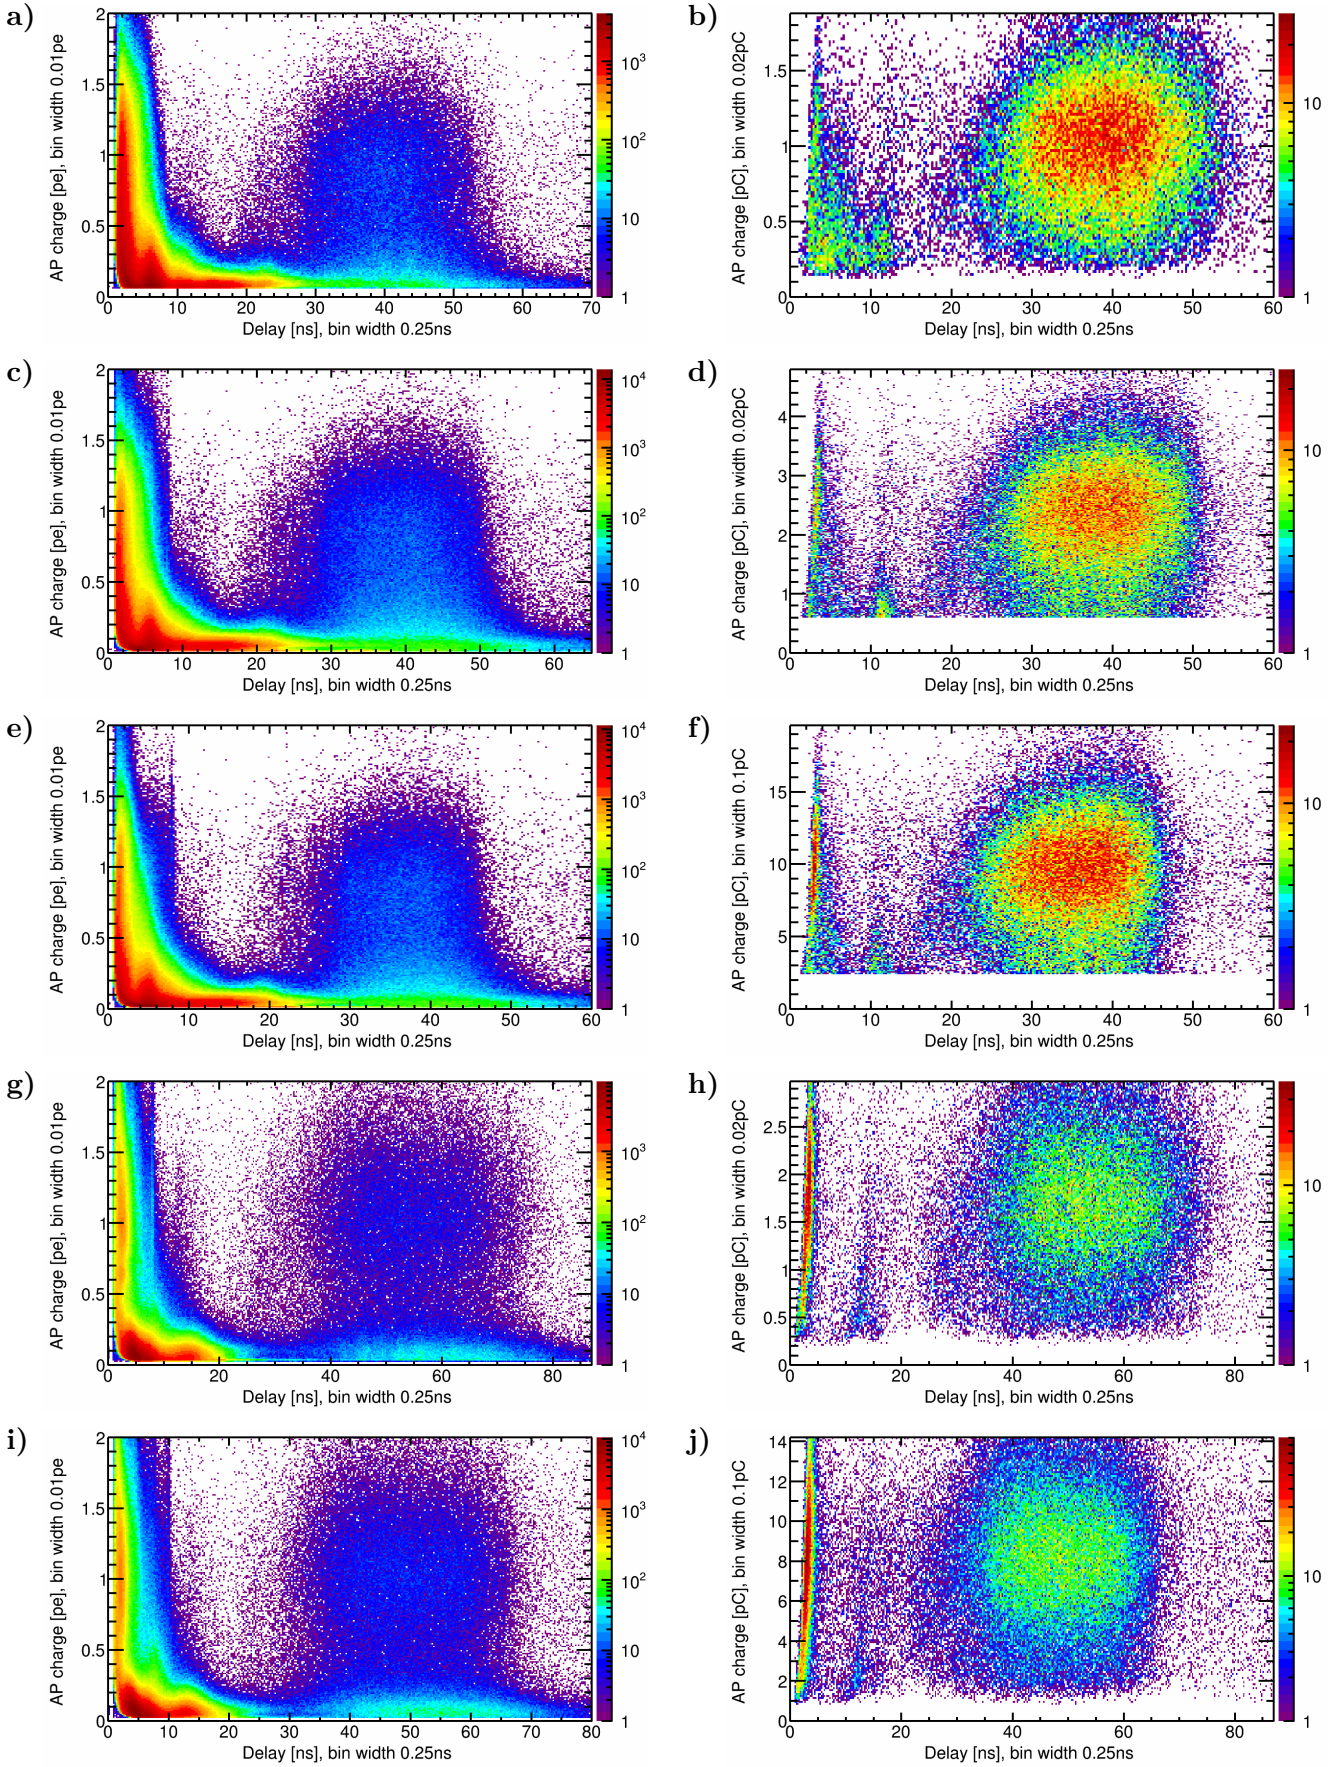 a)
AP charge [pe], bin width 0.01pe
2
1.5
1
0.5
0
0 10 20 30 40 50 60 70
Delay [ns], bin width 0.25ns
10³
10²
10
1
b)
AP charge [pC], bin width 0.02pC
1.5
1
0.5
0
0 10 20 30 40 50 60
Delay [ns], bin width 0.25ns
10
1
c)
AP charge [pe], bin width 0.01pe
2
1.5
1
0.5
0
0 10 20 30 40 50 60
Delay [ns], bin width 0.25ns
10⁴
10³
10²
10
1
d)
AP charge [pC], bin width 0.02pC
4
3
2
1
0
0 10 20 30 40 50 60
Delay [ns], bin width 0.25ns
10
1
e)
AP charge [pe], bin width 0.01pe
2
1.5
1
0.5
0
0 10 20 30 40 50 60
Delay [ns], bin width 0.25ns
10⁴
10³
10²
10
1
f)
AP charge [pC], bin width 0.1pC
15
10
5
0
0 10 20 30 40 50 60
Delay [ns], bin width 0.25ns
10
1
g)
AP charge [pe], bin width 0.01pe
2
1.5
1
0.5
0
0 20 40 60 80
Delay [ns], bin width 0.25ns
10³
10²
10
1
h)
AP charge [pC], bin width 0.02pC
2.5
2
1.5
1
0.5
0
0 20 40 60 80
Delay [ns], bin width 0.25ns
10
1
i)
AP charge [pe], bin width 0.01pe
2
1.5
1
0.5
0
0 10 20 30 40 50 60 70 80
Delay [ns], bin width 0.25ns
10⁴
10³
10²
10
1
j)
AP charge [pC], bin width 0.1pC
14
12
10
8
6
4
2
0
0 20 40 60 80
Delay [ns], bin width 0.25ns
10
1